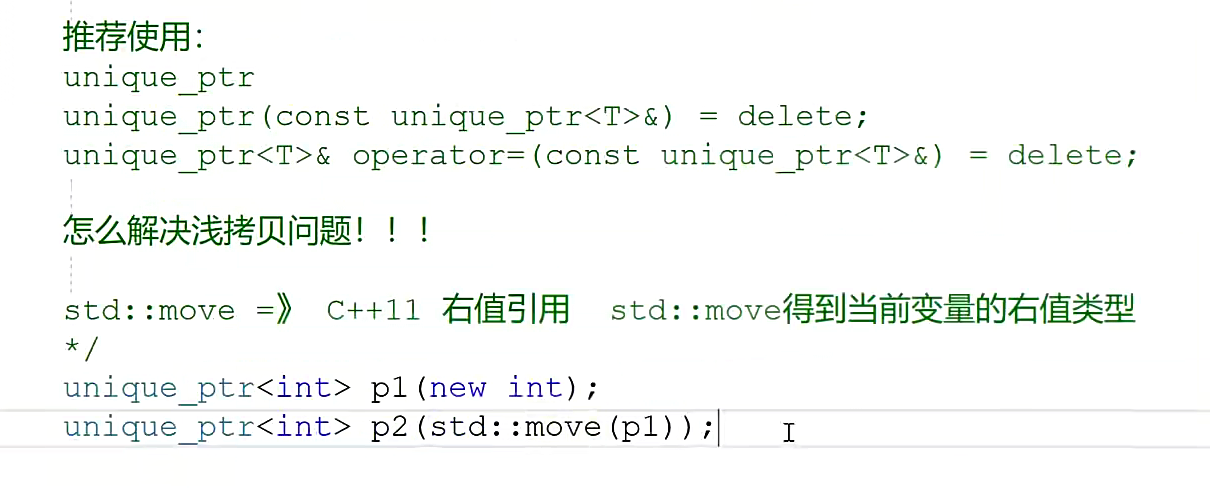 推荐使用：
unique_ptr
unique_ptr(const unique_ptr<T>&) = delete;
unique_ptr<T>& operator=(const unique_ptr<T>&) = delete;
怎么解决浅拷贝问题！！！
std::move =》 C++11 右值引用  std::move得到当前变量的右值类型
*/
unique_ptr<int> p1(new int);
unique_ptr<int> p2(std::move(p1));